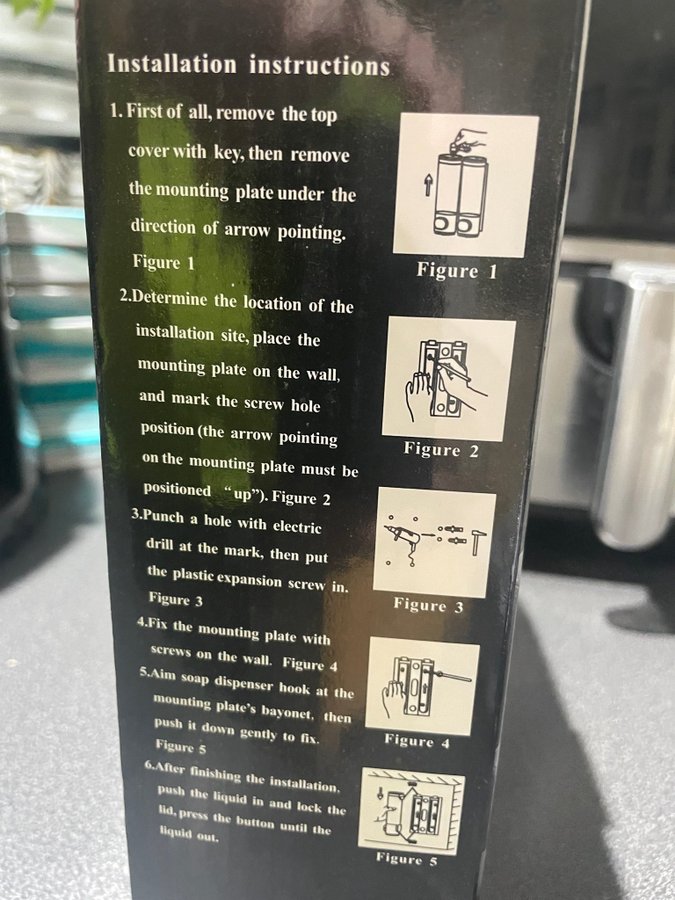 Installation instructions
1. First of all, remove the top
cover with key, then remove
the mounting plate under the
direction of arrow pointing.
Figure 1
Figure 1
2.Determine the location of the
installation site, place the
mounting plate on the wall,
and mark the screw hole
position (the arrow pointing
on the mounting plate must be
positioned “up”). Figure 2
Figure 2
3.Punch a hole with electric
drill at the mark, then put
the plastic expansion screw in.
Figure 3
Figure 3
4.Fix the mounting plate with
screws on the wall. Figure 4
Figure 4
5.Aim soap dispenser hook at the
mounting plate's bayonet, then
push it down gently to fix.
Figure 5
6.After finishing the installation,
push the liquid in and lock the
lid, press the button until the
liquid out.
Figure 5